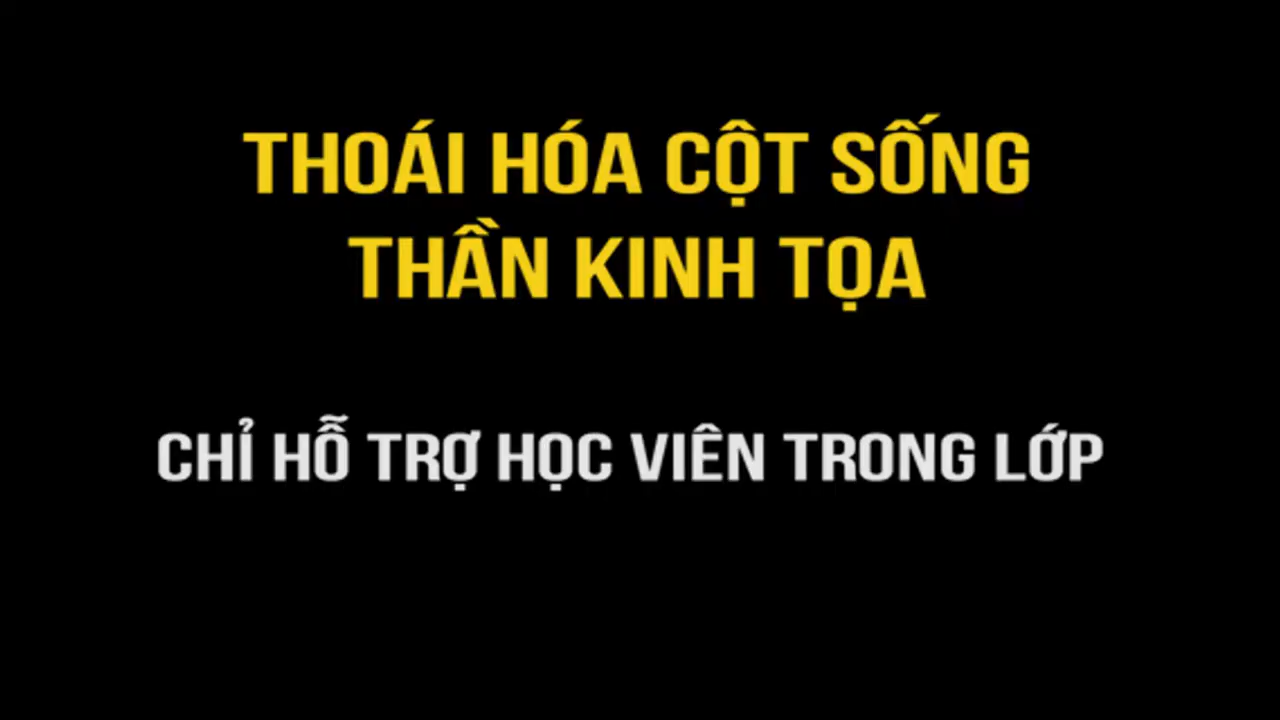 THOÁI HÓA CỘT SỐNG
THẦN KINH TỌA
CHỈ HỖ TRỢ HỌC VIÊN TRONG LỚP